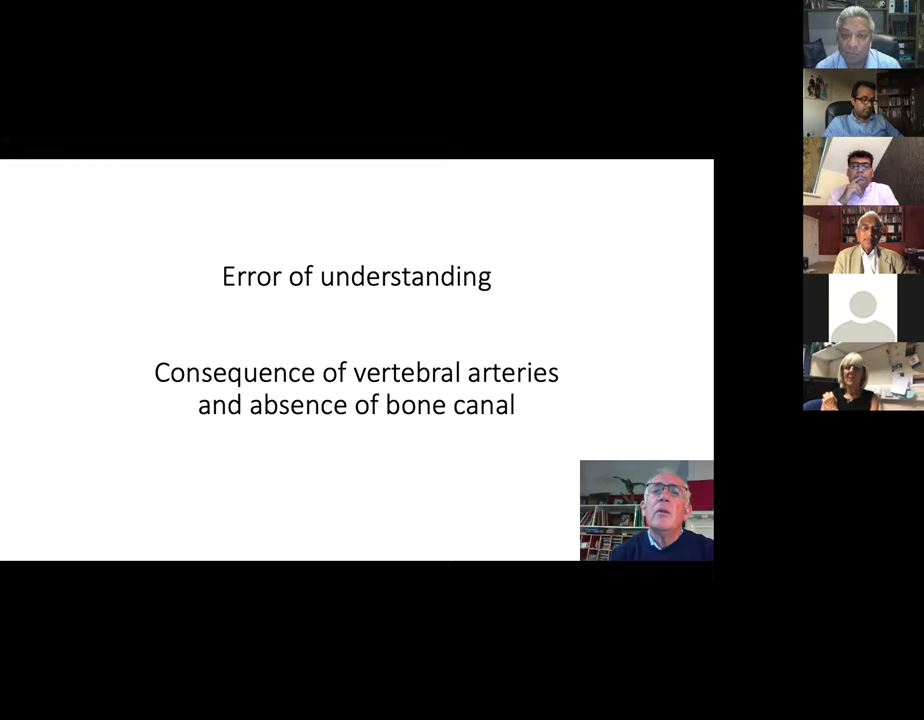 Error of understanding
Consequence of vertebral arteries
and absence of bone canal